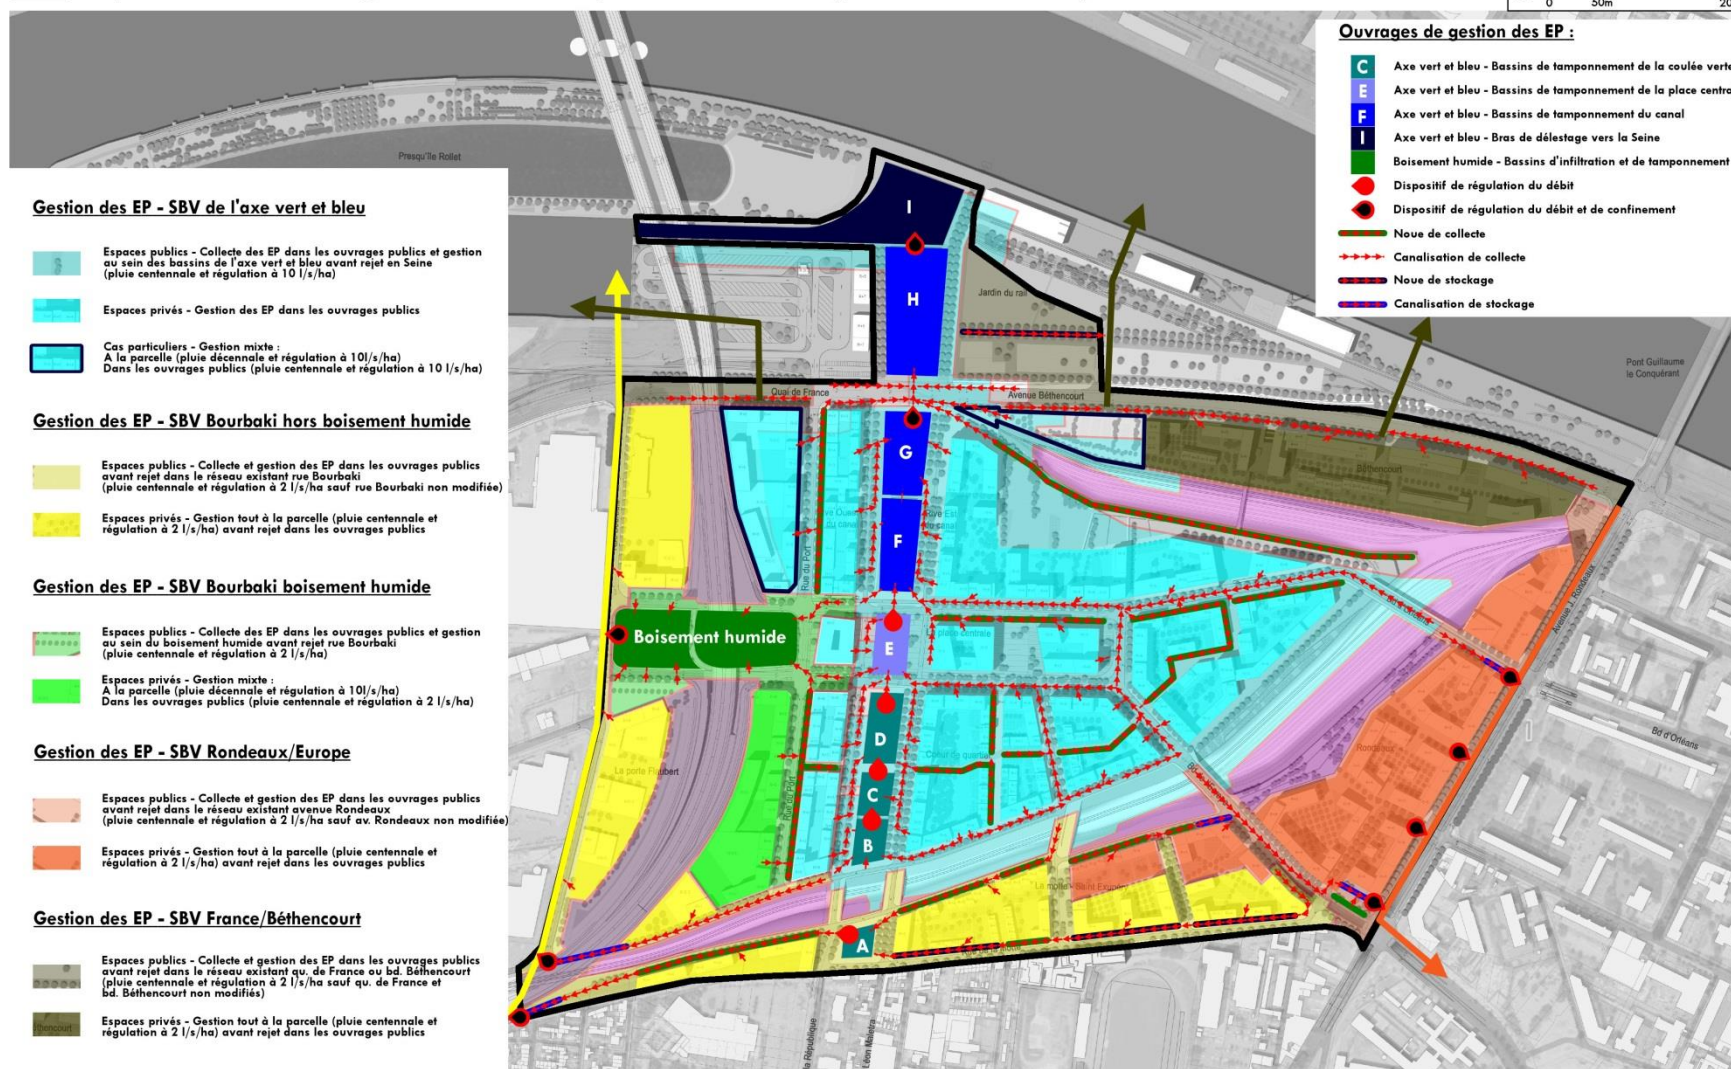 0 50m 20
Ouvrages de gestion des EP :
C Axe vert et bleu - Bassins de tamponnement de la coulée verte
E Axe vert et bleu - Bassins de tamponnement de la place centra
F Axe vert et bleu - Bassins de tamponnement du canal
I Axe vert et bleu - Bras de délestage vers la Seine
Boisement humide - Bassins d'infiltration et de tamponnement
Dispositif de régulation du débit
Dispositif de régulation du débit et de confinement
Noue de collecte
Canalisation de collecte
Noue de stockage
Canalisation de stockage
Gestion des EP - SBV de l'axe vert et bleu
Espaces publics - Collecte des EP dans les ouvrages publics et gestion
au sein des bassins de l'axe vert et bleu avant rejet en Seine
(pluie centennale et régulation à 10 l/s/ha)
Espaces privés - Gestion des EP dans les ouvrages publics
Cas particuliers - Gestion mixte :
A la parcelle (pluie décennale et régulation à 10l/s/ha)
Dans les ouvrages publics (pluie centennale et régulation à 10 l/s/ha)
Gestion des EP - SBV Bourbaki hors boisement humide
Espaces publics - Collecte et gestion des EP dans les ouvrages publics
avant rejet dans le réseau existant rue Bourbaki
(pluie centennale et régulation à 2 l/s/ha sauf rue Bourbaki non modifiée)
Espaces privés - Gestion tout à la parcelle (pluie centennale et
régulation à 2 l/s/ha) avant rejet dans les ouvrages publics
Gestion des EP - SBV Bourbaki boisement humide
Espaces publics - Collecte des EP dans les ouvrages publics et gestion
au sein du boisement humide avant rejet rue Bourbaki
(pluie centennale et régulation à 2 l/s/ha)
Espaces privés - Gestion mixte :
A la parcelle (pluie décennale et régulation à 10l/s/ha)
Dans les ouvrages publics (pluie centennale et régulation à 2 l/s/ha)
Gestion des EP - SBV Rondeaux/Europe
Espaces publics - Collecte et gestion des EP dans les ouvrages publics
avant rejet dans le réseau existant avenue Rondeaux
(pluie centennale et régulation à 2 l/s/ha sauf av. Rondeaux non modifiée)
Espaces privés - Gestion tout à la parcelle (pluie centennale et
régulation à 2 l/s/ha) avant rejet dans les ouvrages publics
Gestion des EP - SBV France/Béthencourt
Espaces publics - Collecte et gestion des EP dans les ouvrages publics
avant rejet dans le réseau existant qu. de France ou bd. Béthencourt
(pluie centennale et régulation à 2 l/s/ha sauf qu. de France et
bd. Béthencourt non modifiés)
Espaces privés - Gestion tout à la parcelle (pluie centennale et
régulation à 2 l/s/ha) avant rejet dans les ouvrages publics
Presqu'île Rollet
I
H
Jardin du rail
Pont Guillaume
le Conquérant
Quai de France
Avenue Béthencourt
G
Béthencourt
F
Rue du Port
Avenue J. Rondeaux
Boisement humide
E
La place centrale
D
Coeur de quartier
Rondeaux
Bd d'Orléans
La porte Flaubert
Rue du Port
C
B
La motte - Saint Exupéry
A
Léon Malétra